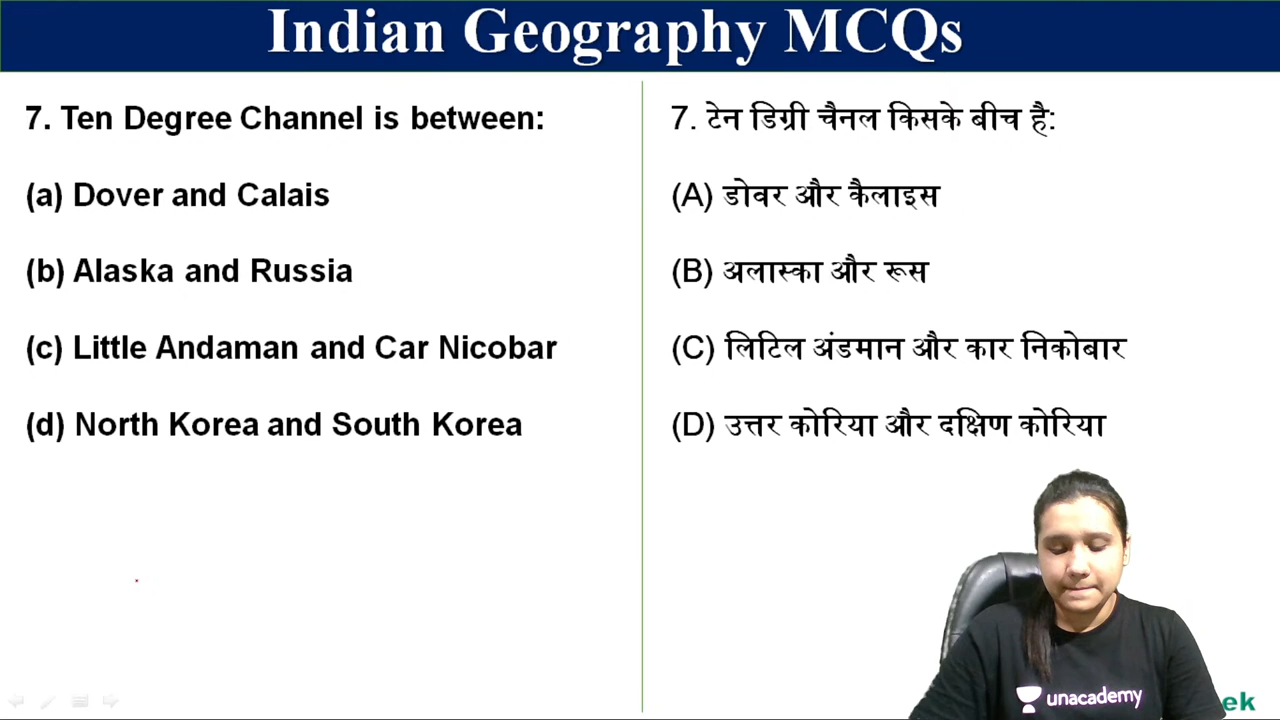 Indian Geography MCQs
7. Ten Degree Channel is between:
(a) Dover and Calais
(b) Alaska and Russia
(c) Little Andaman and Car Nicobar
(d) North Korea and South Korea
7. टेन डिग्री चैनल किसके बीच है:
(A) डोवर और कैलाइस
(B) अलास्का और रूस
(C) लिटिल अंडमान और कार निकोबार
(D) उत्तर कोरिया और दक्षिण कोरिया
unacademy
ek